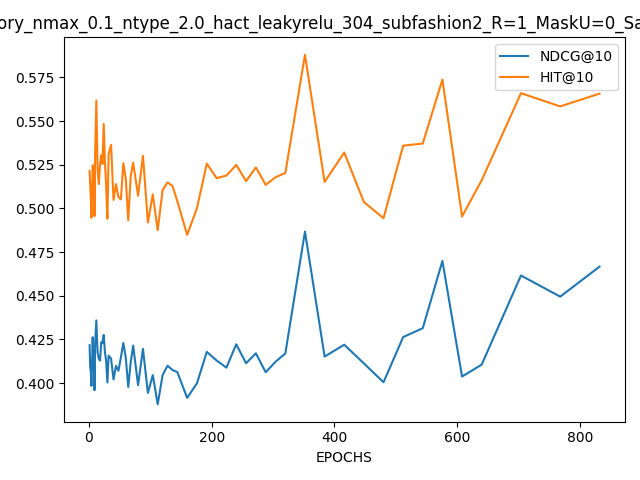 ory_nmax_0.1_ntype_2.0_hact_leakyrelu_304_subfashion2_R=1_MaskU=0_Sa
NDCG@10
HIT@10
0.575
0.550
0.525
0.500
0.475
0.450
0.425
0.400
0 200 400 600 800
EPOCHS